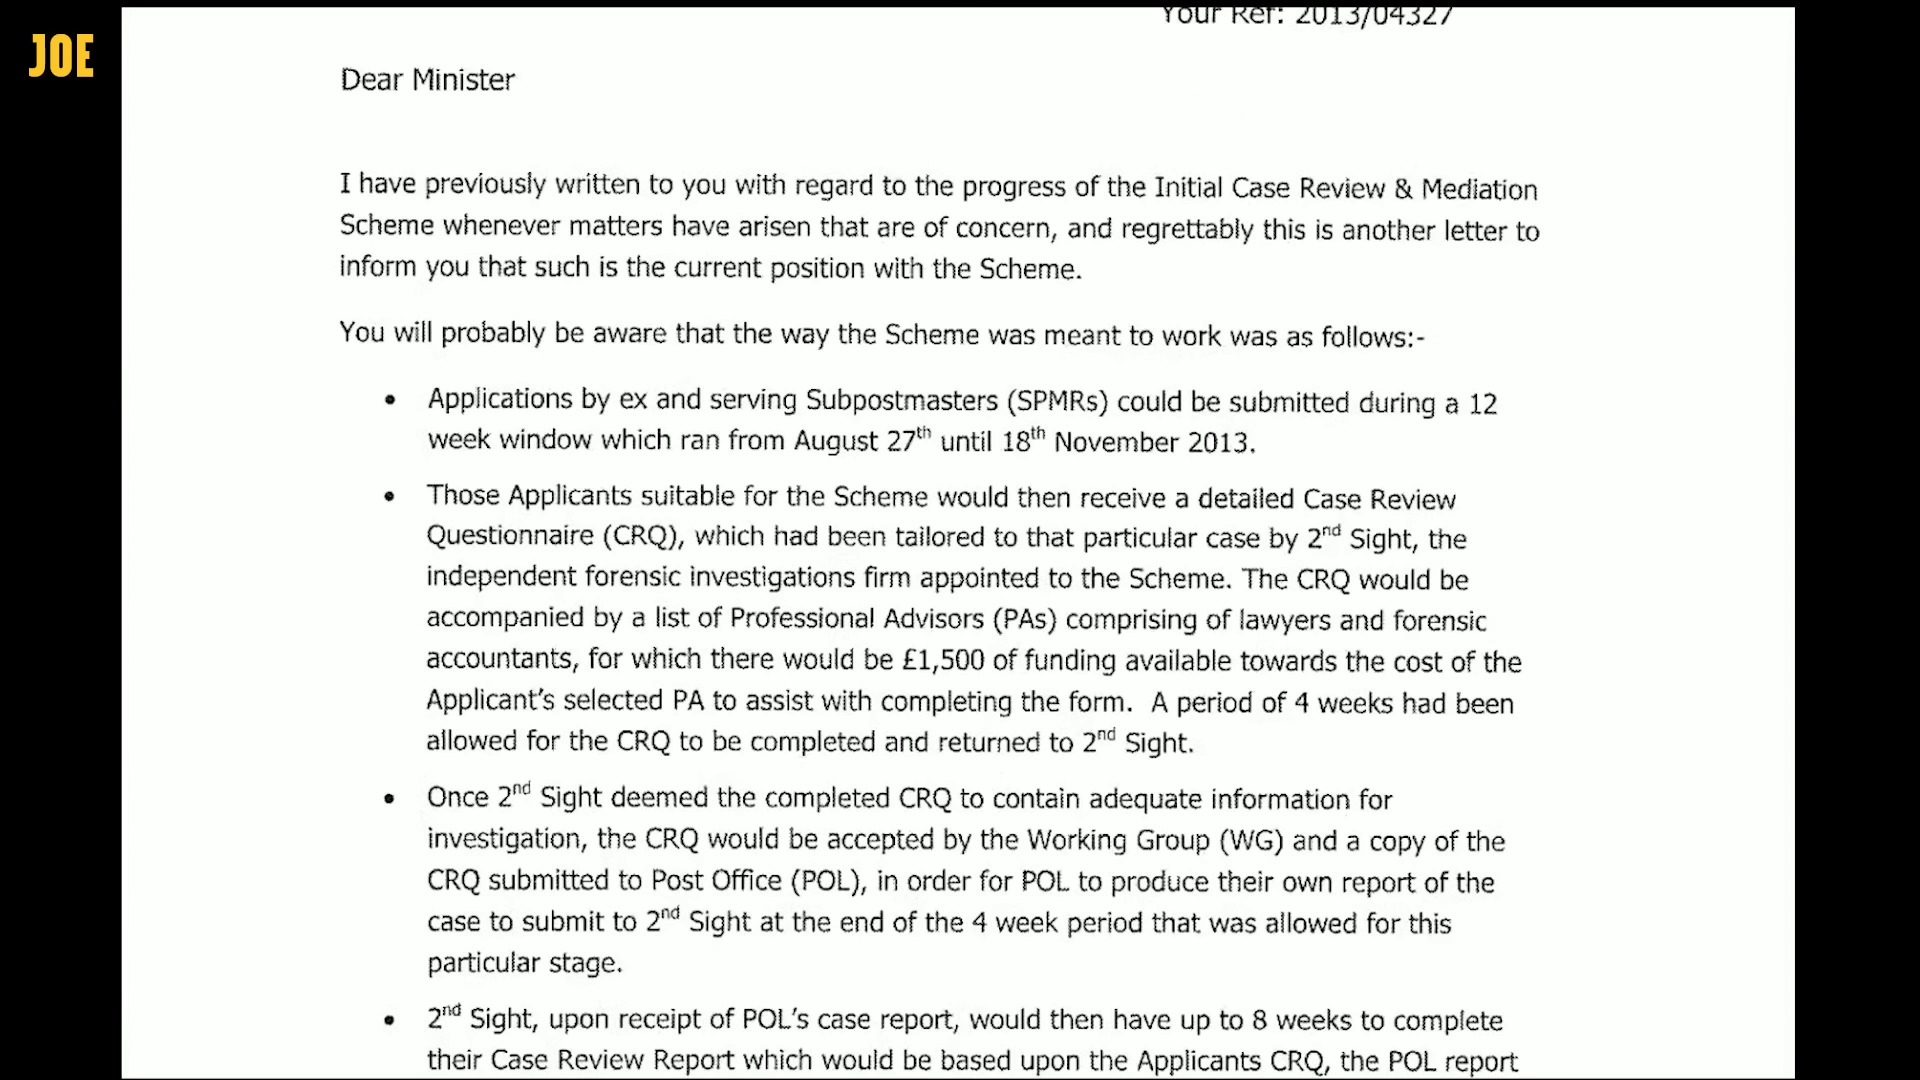 JOE
Your Ref: 2013/04327
Dear Minister
I have previously written to you with regard to the progress of the Initial Case Review & Mediation
Scheme whenever matters have arisen that are of concern, and regrettably this is another letter to
inform you that such is the current position with the Scheme.
You will probably be aware that the way the Scheme was meant to work was as follows:-
• Applications by ex and serving Subpostmasters (SPMRs) could be submitted during a 12
week window which ran from August 27th until 18th November 2013.
• Those Applicants suitable for the Scheme would then receive a detailed Case Review
Questionnaire (CRQ), which had been tailored to that particular case by 2nd Sight, the
independent forensic investigations firm appointed to the Scheme. The CRQ would be
accompanied by a list of Professional Advisors (PAs) comprising of lawyers and forensic
accountants, for which there would be £1,500 of funding available towards the cost of the
Applicant's selected PA to assist with completing the form. A period of 4 weeks had been
allowed for the CRQ to be completed and returned to 2nd Sight.
• Once 2nd Sight deemed the completed CRQ to contain adequate information for
investigation, the CRQ would be accepted by the Working Group (WG) and a copy of the
CRQ submitted to Post Office (POL), in order for POL to produce their own report of the
case to submit to 2nd Sight at the end of the 4 week period that was allowed for this
particular stage.
• 2nd Sight, upon receipt of POL's case report, would then have up to 8 weeks to complete
their Case Review Report which would be based upon the Applicants CRQ, the POL report